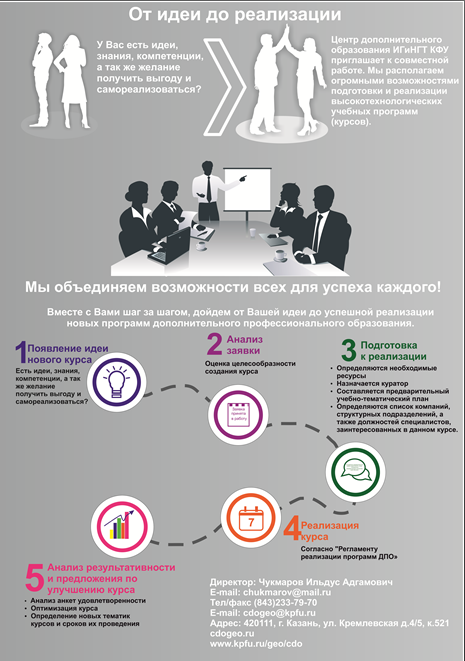 От идеи до реализации
У Вас есть идеи,
знания, компетенции,
а так же желание
получить выгоду и
самореализоваться?
Центр дополнительного
образования ИГиНГТ КФУ
приглашает к совместной
работе. Мы располагаем
огромными возможностями
подготовки и реализации
высокотехнологических
учебных программ
(курсов).
Мы объединяем возможности всех для успеха каждого!
Вместе с Вами шаг за шагом, дойдем от Вашей идеи до успешной реализации
новых программ дополнительного профессионального образования.
1 Появление идеи
нового курса
Есть идеи, знания,
компетенции, а так
же желание
получить выгоду и
самореализоваться?
2 Анализ
заявки
Оценка целесообразности
создания курса
Заявка
принята
в работу
3 Подготовка
к реализации
• Определяются необходимые
ресурсы
• Назначается куратор
• Составляется предварительный
учебно-тематический план
• Определяются список компаний,
структурных подразделений, а
также должностей специалистов,
заинтересованных в данном курсе.
7
4 Реализация
курса
Согласно "Регламенту
реализации программ ДПО»
5 Анализ результативности
и предложения по
улучшению курса
• Анализ анкет удовлетворенности
• Оптимизация курса
• Определение новых тематик
курсов и сроков их проведения
Директор: Чукмаров Ильдус Адгамович
E-mail: chukmarov@mail.ru
Тел/факс (843)233-79-70
E-mail: cdogeo@kpfu.ru
Адрес: 420111, г. Казань, ул. Кремлевская д.4/5, к.521
cdogeo.ru
www.kpfu.ru/geo/cdo